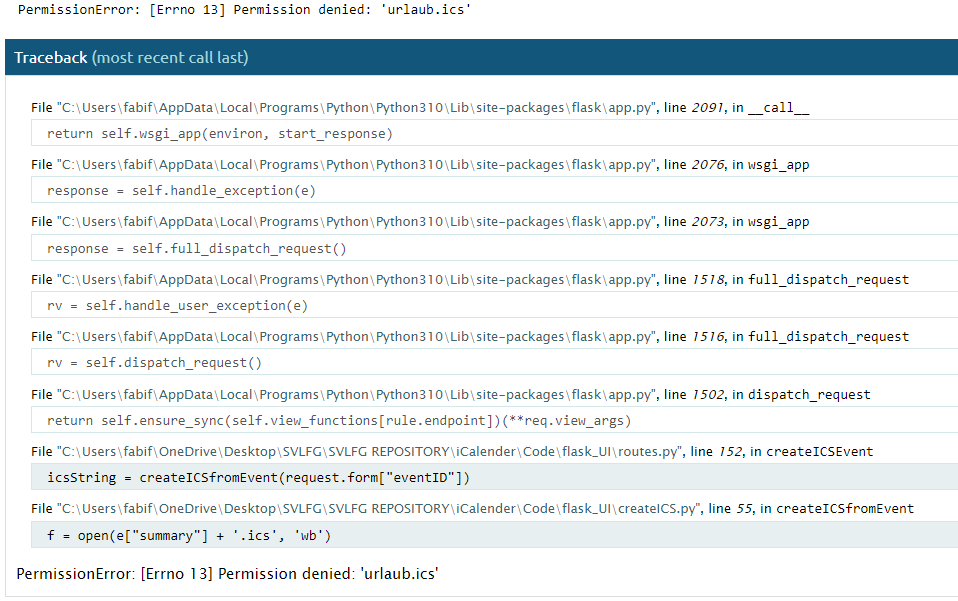 PermissionError: [Errno 13] Permission denied: 'urlaub.ics'
Traceback (most recent call last)
File "C:\Users\fabif\AppData\Local\Programs\Python\Python310\Lib\site-packages\flask\app.py", line 2091, in __call__
return self.wsgi_app(environ, start_response)
File "C:\Users\fabif\AppData\Local\Programs\Python\Python310\Lib\site-packages\flask\app.py", line 2076, in wsgi_app
response = self.handle_exception(e)
File "C:\Users\fabif\AppData\Local\Programs\Python\Python310\Lib\site-packages\flask\app.py", line 2073, in wsgi_app
response = self.full_dispatch_request()
File "C:\Users\fabif\AppData\Local\Programs\Python\Python310\Lib\site-packages\flask\app.py", line 1518, in full_dispatch_request
rv = self.handle_user_exception(e)
File "C:\Users\fabif\AppData\Local\Programs\Python\Python310\Lib\site-packages\flask\app.py", line 1516, in full_dispatch_request
rv = self.dispatch_request()
File "C:\Users\fabif\AppData\Local\Programs\Python\Python310\Lib\site-packages\flask\app.py", line 1502, in dispatch_request
return self.ensure_sync(self.view_functions[rule.endpoint])(**req.view_args)
File "C:\Users\fabif\OneDrive\Desktop\SVLFG\SVLFG REPOSITORY\iCalender\Code\flask_UI\routes.py", line 152, in createICSEvent
icsString = createICSfromEvent(request.form["eventID"])
File "C:\Users\fabif\OneDrive\Desktop\SVLFG\SVLFG REPOSITORY\iCalender\Code\flask_UI\createICS.py", line 55, in createICSfromEvent
f = open(e["summary"] + '.ics', 'wb')
PermissionError: [Errno 13] Permission denied: 'urlaub.ics'